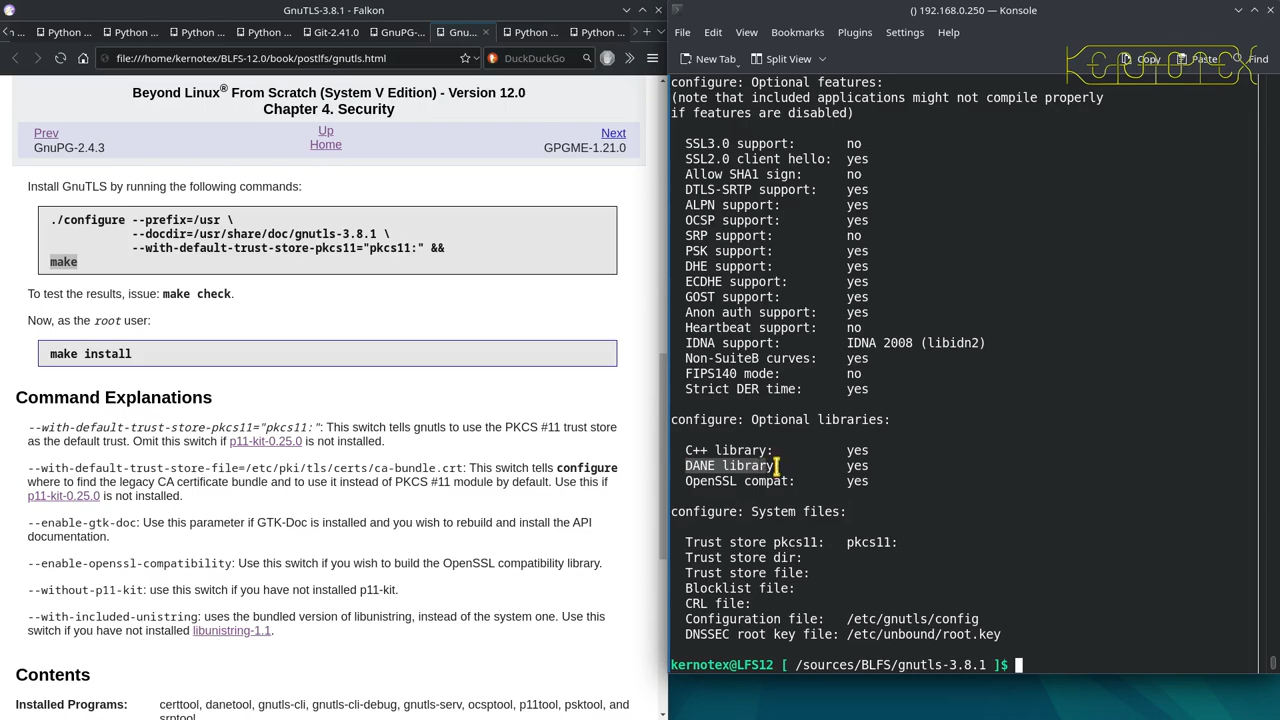 GnuTLS-3.8.1 — Falkon
n ...
Python ...
Python ...
Python ...
Python ...
Git-2.41.0
GnuPG-...
Gnu...
Python ...
Python ...
file:///home/kernotex/BLFS-12.0/book/postlfs/gnutls.html
DuckDuckGo
Beyond Linux® From Scratch (System V Edition) - Version 12.0
Chapter 4. Security
Prev
Up
Next
GnuPG-2.4.3
Home
GPGME-1.21.0
Install GnuTLS by running the following commands:
./configure --prefix=/usr \
--docdir=/usr/share/doc/gnutls-3.8.1 \
--with-default-trust-store-pkcs11="pkcs11:" &&
make
To test the results, issue: make check.
Now, as the root user:
make install
Command Explanations
--with-default-trust-store-pkcs11="pkcs11:": This switch tells gnutls to use the PKCS #11 trust store
as the default trust. Omit this switch if p11-kit-0.25.0 is not installed.
--with-default-trust-store-file=/etc/pki/tls/certs/ca-bundle.crt: This switch tells configure
where to find the legacy CA certificate bundle and to use it instead of PKCS #11 module by default. Use this if
p11-kit-0.25.0 is not installed.
--enable-gtk-doc: Use this parameter if GTK-Doc is installed and you wish to rebuild and install the API
documentation.
--enable-openssl-compatibility: Use this switch if you wish to build the OpenSSL compatibility library.
--without-p11-kit: use this switch if you have not installed p11-kit.
--with-included-unistring: uses the bundled version of libunistring, instead of the system one. Use this
switch if you have not installed libunistring-1.1.
Contents
Installed Programs: certtool, danetool, gnutls-cli, gnutls-cli-debug, gnutls-serv, ocsptool, p11tool, psktool, and
srptool
() 192.168.0.250 — Konsole
File Edit View Bookmarks Plugins Settings Help
New Tab Split View Copy Paste Find
KERNOTEX
configure: Optional features:
(note that included applications might not compile properly
if features are disabled)
SSL3.0 support: no
SSL2.0 client hello: yes
Allow SHA1 sign: no
DTLS-SRTP support: yes
ALPN support: yes
OCSP support: yes
SRP support: no
PSK support: yes
DHE support: yes
ECDHE support: yes
GOST support: yes
Anon auth support: yes
Heartbeat support: no
IDNA support: IDNA 2008 (libidn2)
Non-SuiteB curves: yes
FIPS140 mode: no
Strict DER time: yes
configure: Optional libraries:
C++ library: yes
DANE library yes
OpenSSL compat: yes
configure: System files:
Trust store pkcs11: pkcs11:
Trust store dir:
Trust store file:
Blocklist file:
CRL file:
Configuration file: /etc/gnutls/config
DNSSEC root key file: /etc/unbound/root.key
kernotex@LFS12 [ /sources/BLFS/gnutls-3.8.1 ]$